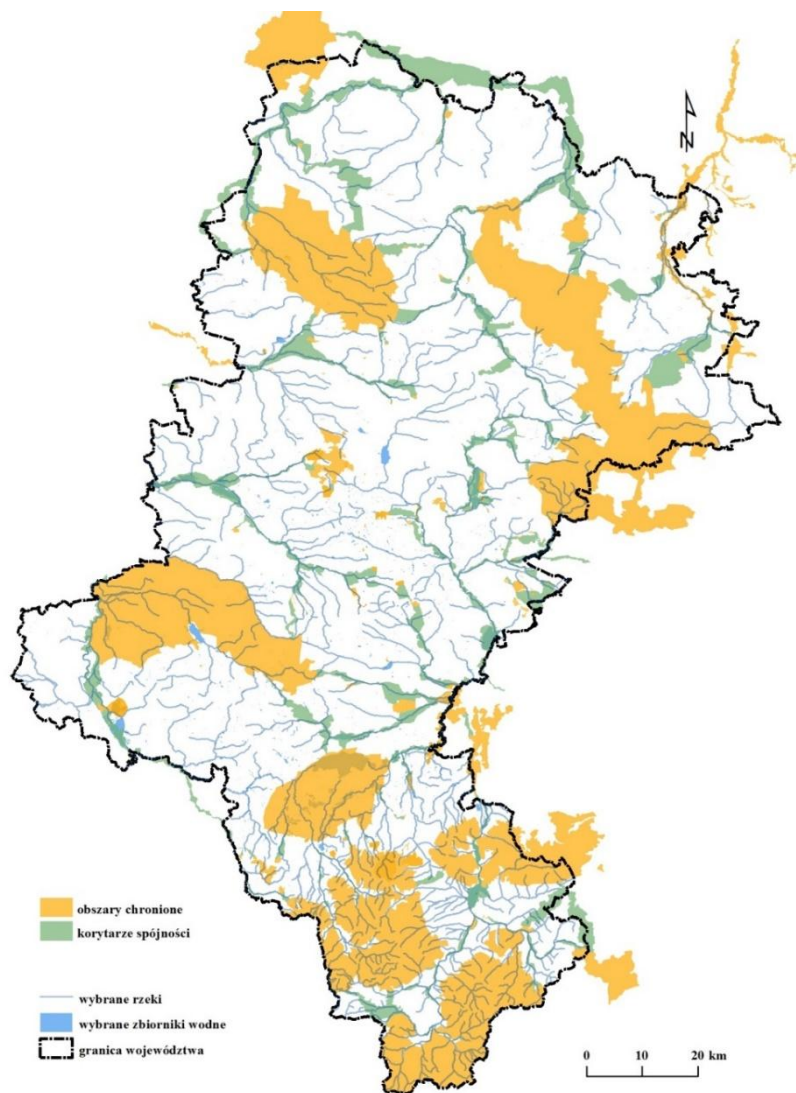 N
obszary chronione
korytarze spójności
wybrane rzeki
wybrane zbiorniki wodne
granica województwa
0 10 20 km